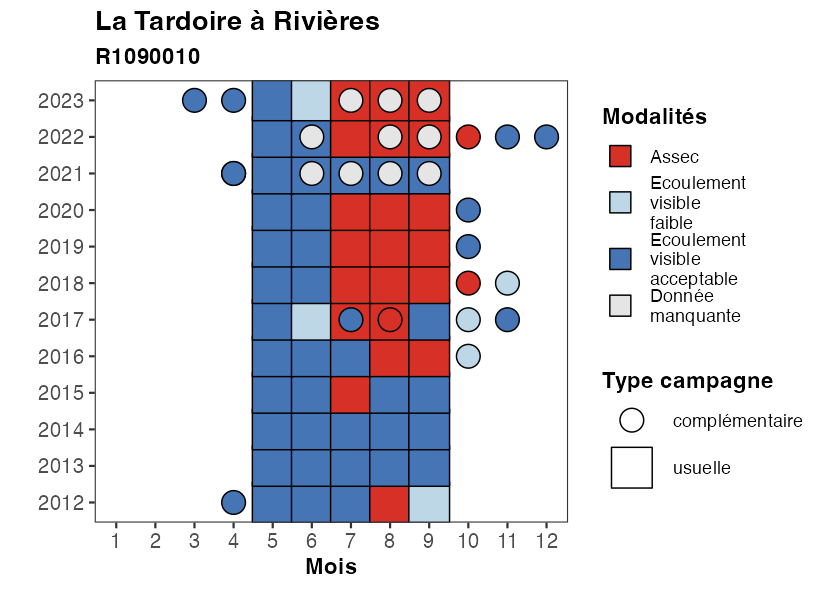 La Tardoire à Rivières
R1090010
2023
2022
2021
2020
2019
2018
2017
2016
2015
2014
2013
2012
1 2 3 4 5 6 7 8 9 10 11 12
Mois
Modalités
Assec
Ecoulement
visible
faible
Ecoulement
visible
acceptable
Donnée
manquante
Type campagne
complémentaire
usuelle